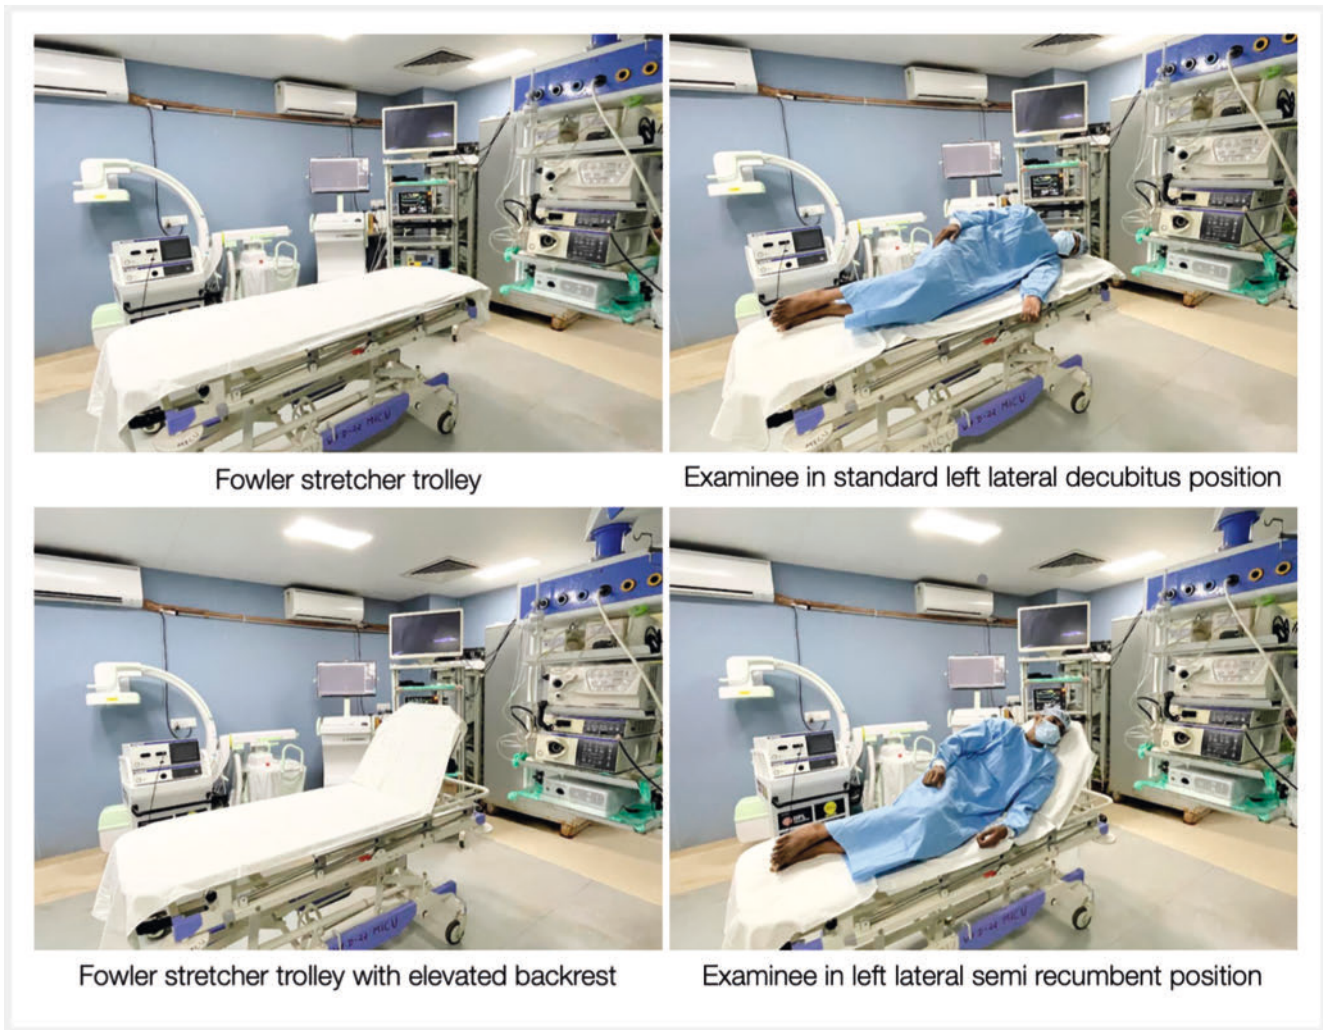 Fowler stretcher trolley
Examinee in standard left lateral decubitus position
MICU
Fowler stretcher trolley with elevated backrest
Examinee in left lateral semi recumbent position